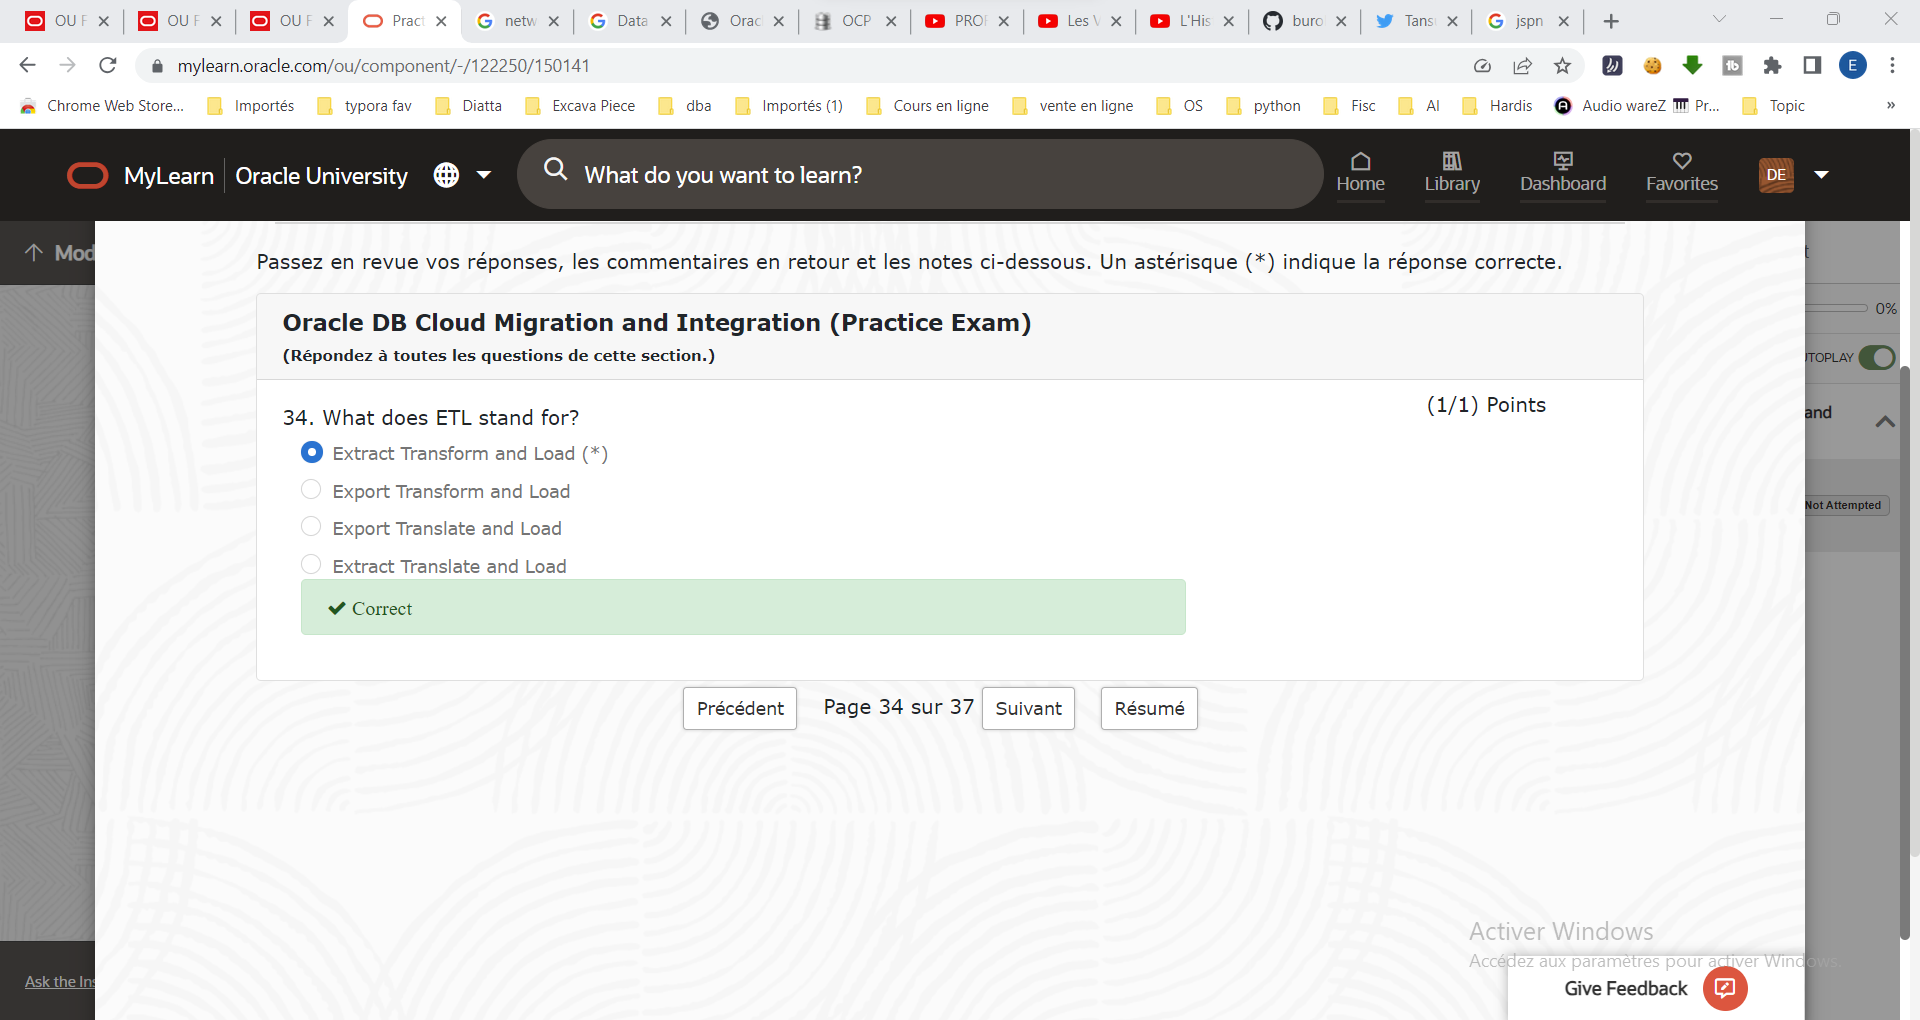 OU F
OU F
OU F
Pract
netw
Data
Orac
OCP
PROF
Les V
L'His
buro
Tans
jspn
mylearn.oracle.com/ou/component/-/122250/150141
E
Chrome Web Store...
Importés
typora fav
Diatta
Excava Piece
dba
Importés (1)
Cours en ligne
vente en ligne
OS
python
Fisc
AI
Hardis
Audio wareZ
Pr...
Topic
»
MyLearn
Oracle University
What do you want to learn?
Home
Library
Dashboard
Favorites
DE
Mod
Passez en revue vos réponses, les commentaires en retour et les notes ci-dessous. Un astérisque (*) indique la réponse correcte.
t
0%
Oracle DB Cloud Migration and Integration (Practice Exam)
(Répondez à toutes les questions de cette section.)
UTOPLAY
34. What does ETL stand for?
(1/1) Points
and
Extract Transform and Load (*)
Export Transform and Load
Not Attempted
Export Translate and Load
Extract Translate and Load
Correct
Précédent
Page 34 sur 37
Suivant
Résumé
Activer Windows
Accédez aux paramètres pour activer Windows.
Ask the Ins
Give Feedback